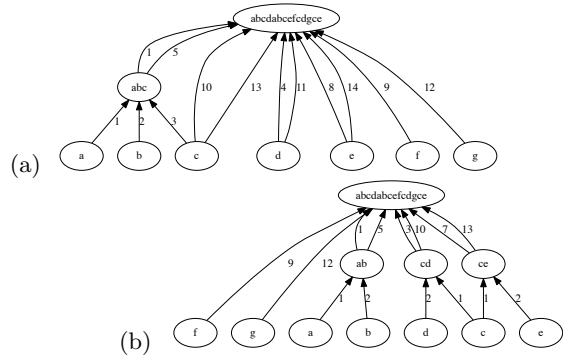 abcdabcefcdgce
1 5
abc 10 13 4 11 8 14 9 12
1 2 3
a b c d e f g
(a)
abcdabcefcdgce
1 5 3 10 7 13
9 12 ab cd ce
1 2 2 1 1 2
f g a b d c e
(b)